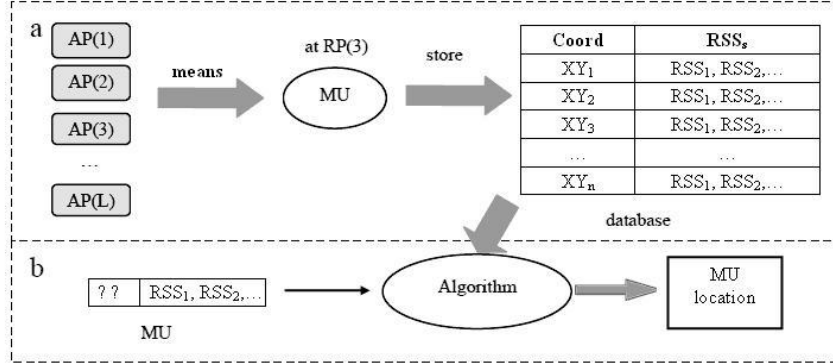 a
AP(1)
AP(2)
AP(3)
...
AP(L)
means
at RP(3)
MU
store
Coord RSSs
XY1 RSS1, RSS2,...
XY2 RSS1, RSS2,...
XY3 RSS1, RSS2,...
... ...
XYn RSS1, RSS2,...
database
b
?? RSS1, RSS2,...
MU
Algorithm
MU
location